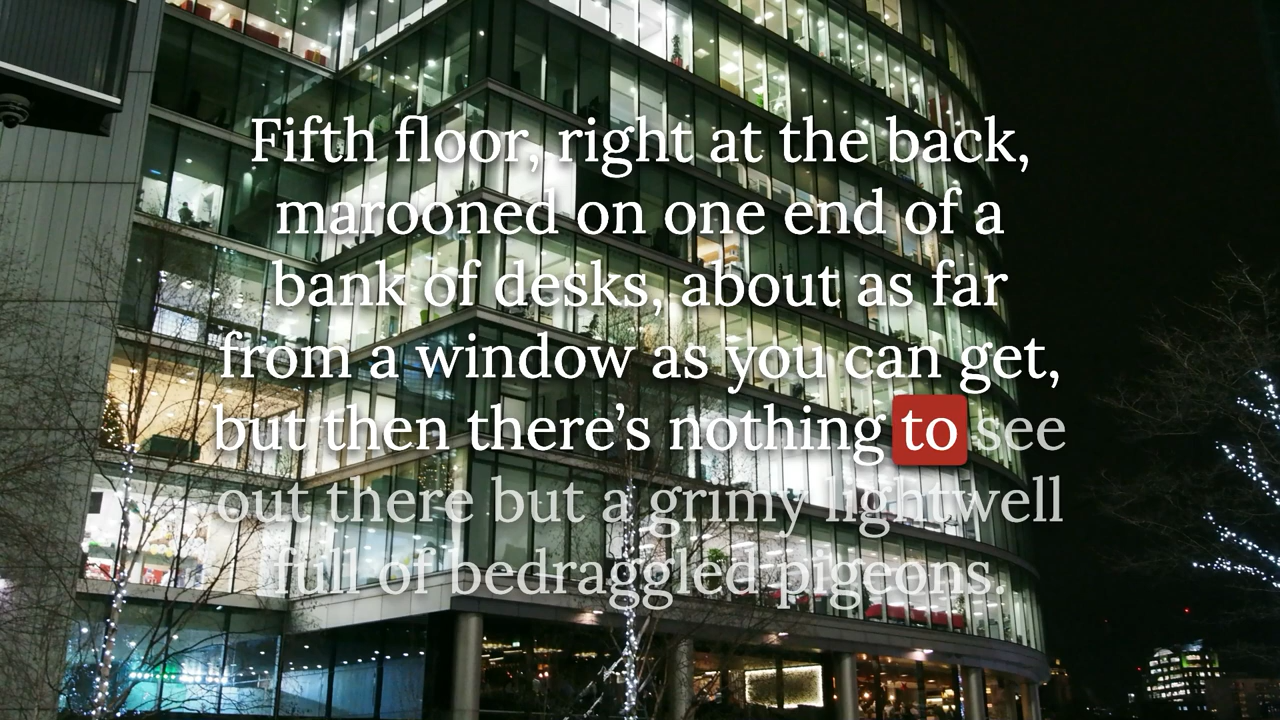 Fifth floor, right at the back,
marooned on one end of a
bank of desks, about as far
from a window as you can get,
but then there’s nothing to see
out there but a grimy lightwell
full of bedraggled pigeons.